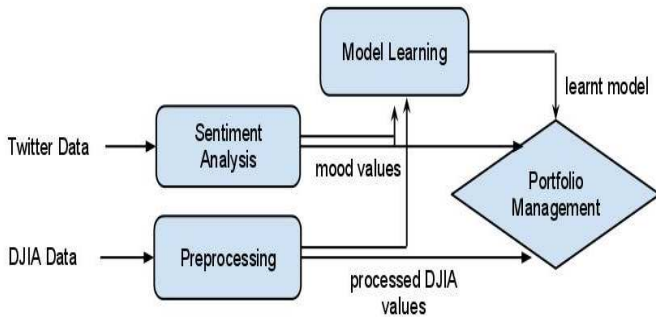 Model Learning
learnt model
Twitter Data
Sentiment
Analysis
mood values
Portfolio
Management
DJIA Data
Preprocessing
processed DJIA
values